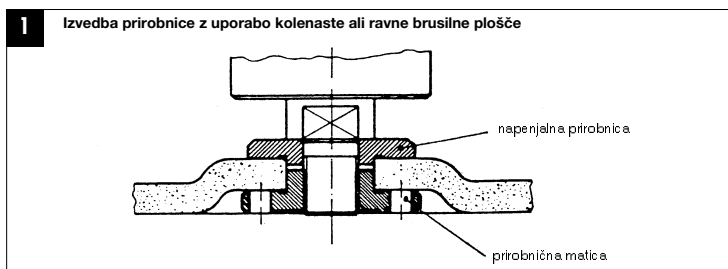 1
Izvedba prirobnice z uporabo kolenaste ali ravne brusilne plošče
napenjalna prirobnica
prirobnična matica